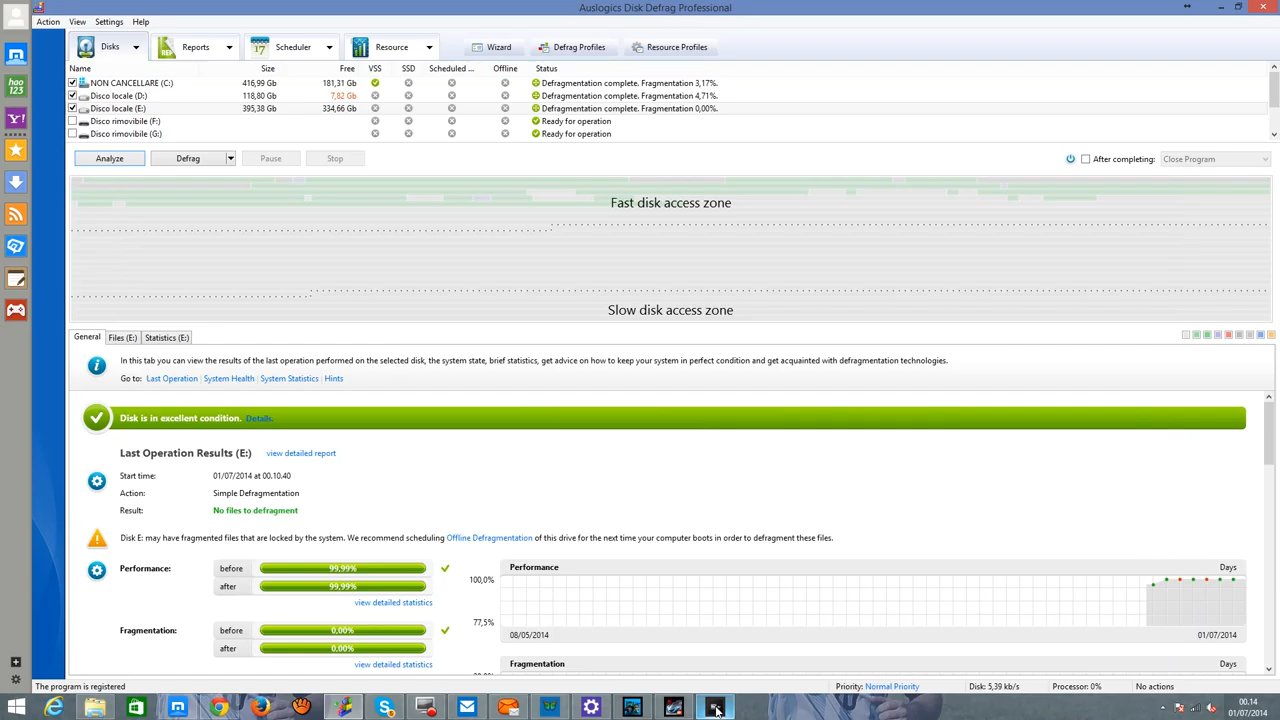 Auslogics Disk Defrag Professional
Action View Settings Help
Disks Reports Scheduler Resource Wizard Defrag Profiles Resource Profiles
Name Size Free VSS SSD Scheduled ... Offline Status
NON CANCELLARE (C:) 416,99 Gb 181,31 Gb Defragmentation complete. Fragmentation 3,17%.
Disco locale (D:) 118,80 Gb 7,82 Gb Defragmentation complete. Fragmentation 4,71%.
Disco locale (E:) 395,38 Gb 334,66 Gb Defragmentation complete. Fragmentation 0,00%.
Disco rimovibile (F:) Ready for operation
Disco rimovibile (G:) Ready for operation
Analyze Defrag Pause Stop After completing: Close Program
Fast disk access zone
Slow disk access zone
General Files (E:) Statistics (E:)
In this tab you can view the results of the last operation performed on the selected disk, the system state, brief statistics, get advice on how to keep your system in perfect condition and get acquainted with defragmentation technologies.
Go to: Last Operation System Health System Statistics Hints
Disk is in excellent condition. Details.
Last Operation Results (E:) view detailed report
Start time: 01/07/2014 at 00.10.40
Action: Simple Defragmentation
Result: No files to defragment
Disk E: may have fragmented files that are locked by the system. We recommend scheduling Offline Defragmentation of this drive for the next time your computer boots in order to defragment these files.
Performance: before 99,99% Performance Days
after 99,99% 100,0%
view detailed statistics
77,5%
Fragmentation: before 0,00% 08/05/2014 01/07/2014
after 0,00%
view detailed statistics Fragmentation Days
The program is registered Priority: Normal Priority Disk: 5,39 kb/s Processor: 0% No actions
hao
123
00.14
01/07/2014